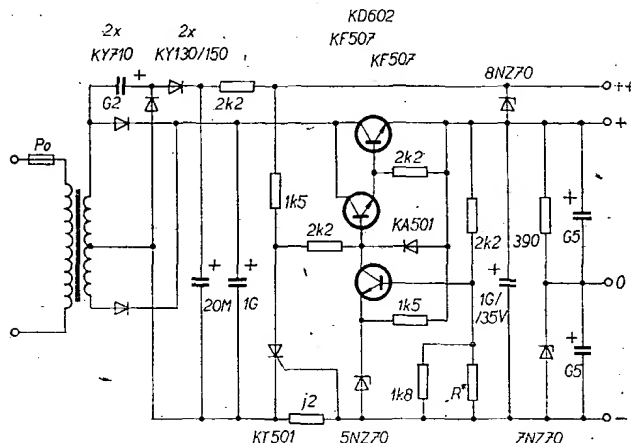 KD602
2x 2x KF507
KY710 KY130/150 KF507
8NZ70
+ ++
G2 2k2
+
Po 2k2
1k5
2k2 KA501 + G5
2k2 390
+ + + 0
20M 1G 1G/
/35V
1k5 + G5
1k8 R*
j2 -
KT501 5NZ70 7NZ70